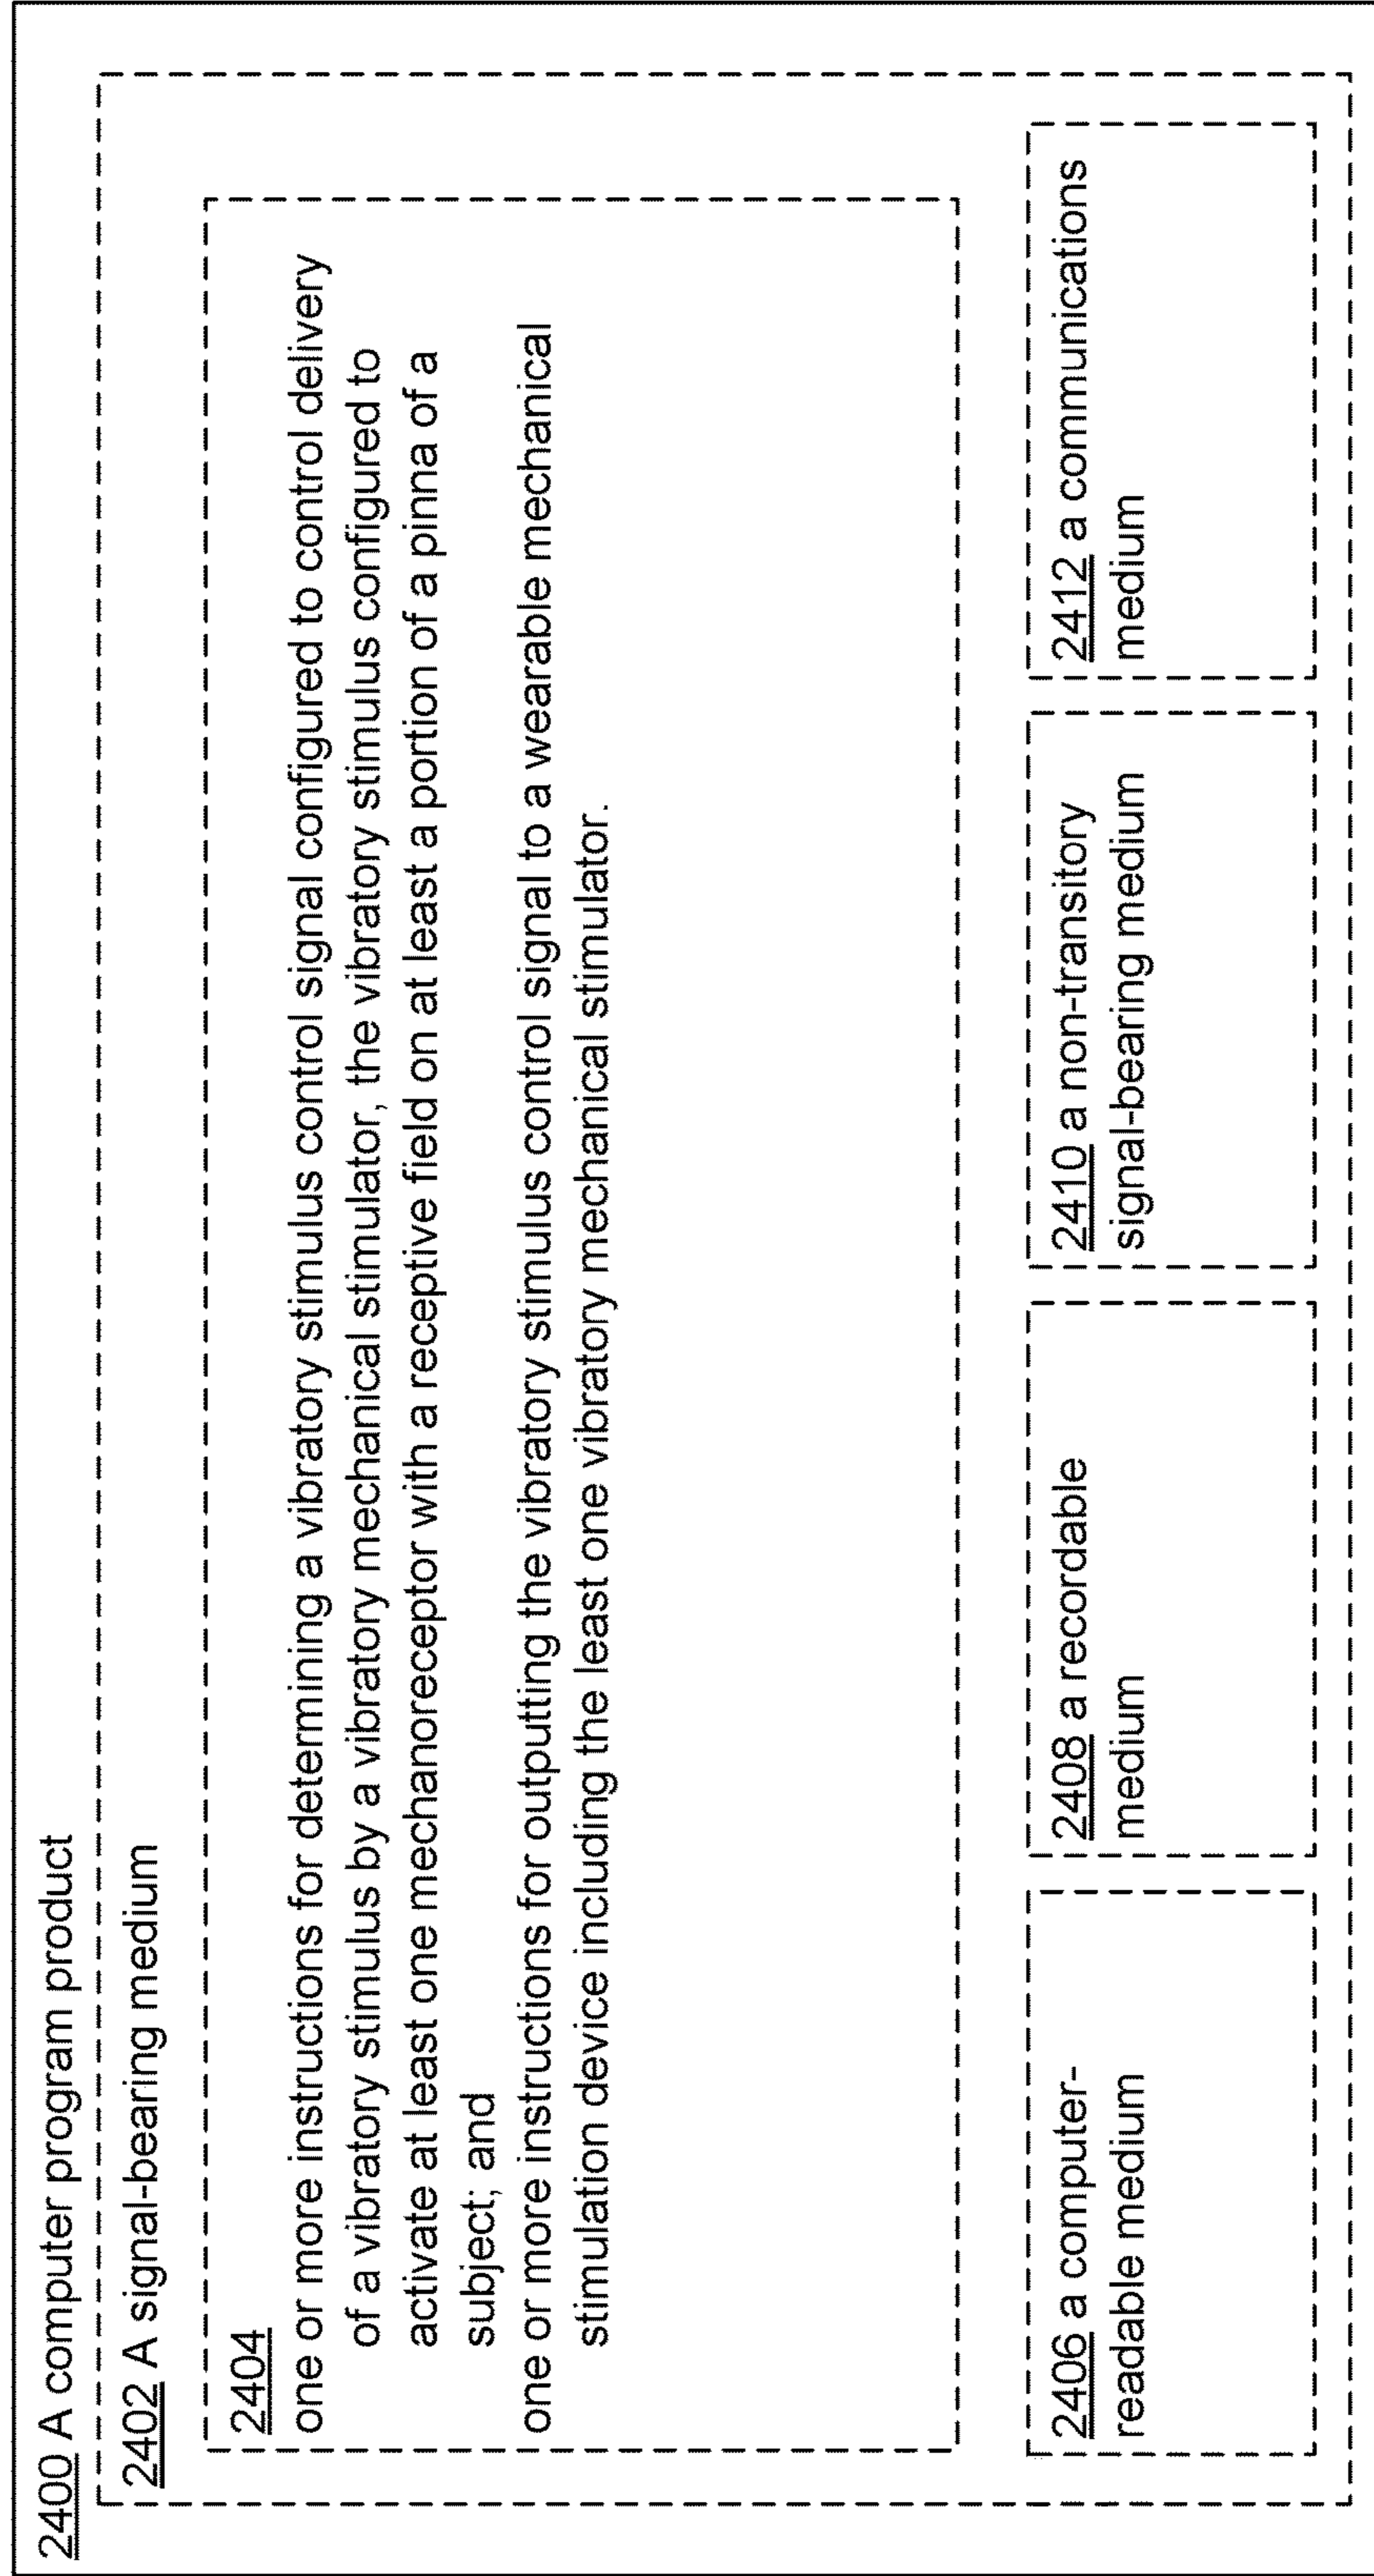 2400 A computer program product
2402 A signal-bearing medium
2404
one or more instructions for determining a vibratory stimulus control signal configured to control delivery
of a vibratory stimulus by a vibratory mechanical stimulator, the vibratory stimulus configured to
activate at least one mechanoreceptor with a receptive field on at least a portion of a pinna of a
subject; and
one or more instructions for outputting the vibratory stimulus control signal to a wearable mechanical
stimulation device including the least one vibratory mechanical stimulator.
2406 a computer-
readable medium
2408 a recordable
medium
2410 a non-transitory
signal-bearing medium
2412 a communications
medium